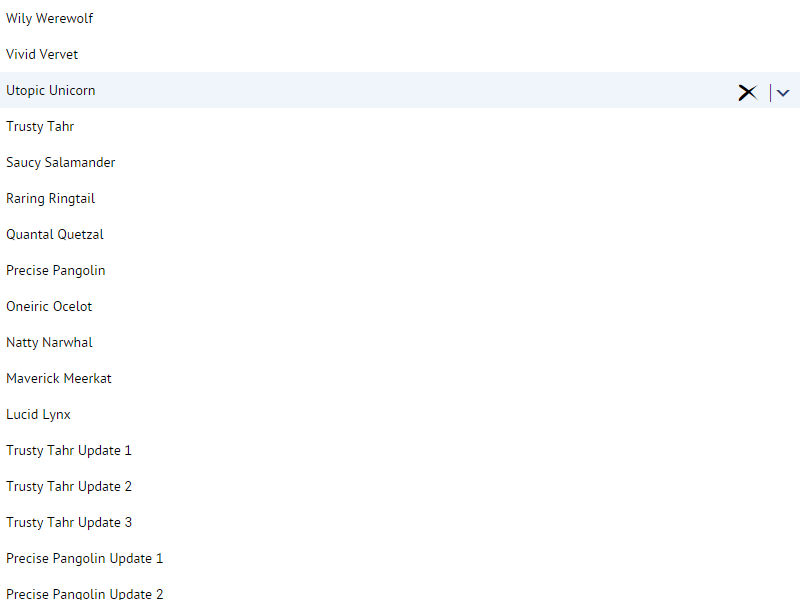 Wily Werewolf
Vivid Vervet
Utopic Unicorn
Trusty Tahr
Saucy Salamander
Raring Ringtail
Quantal Quetzal
Precise Pangolin
Oneiric Ocelot
Natty Narwhal
Maverick Meerkat
Lucid Lynx
Trusty Tahr Update 1
Trusty Tahr Update 2
Trusty Tahr Update 3
Precise Pangolin Update 1
Precise Pangolin Update 2